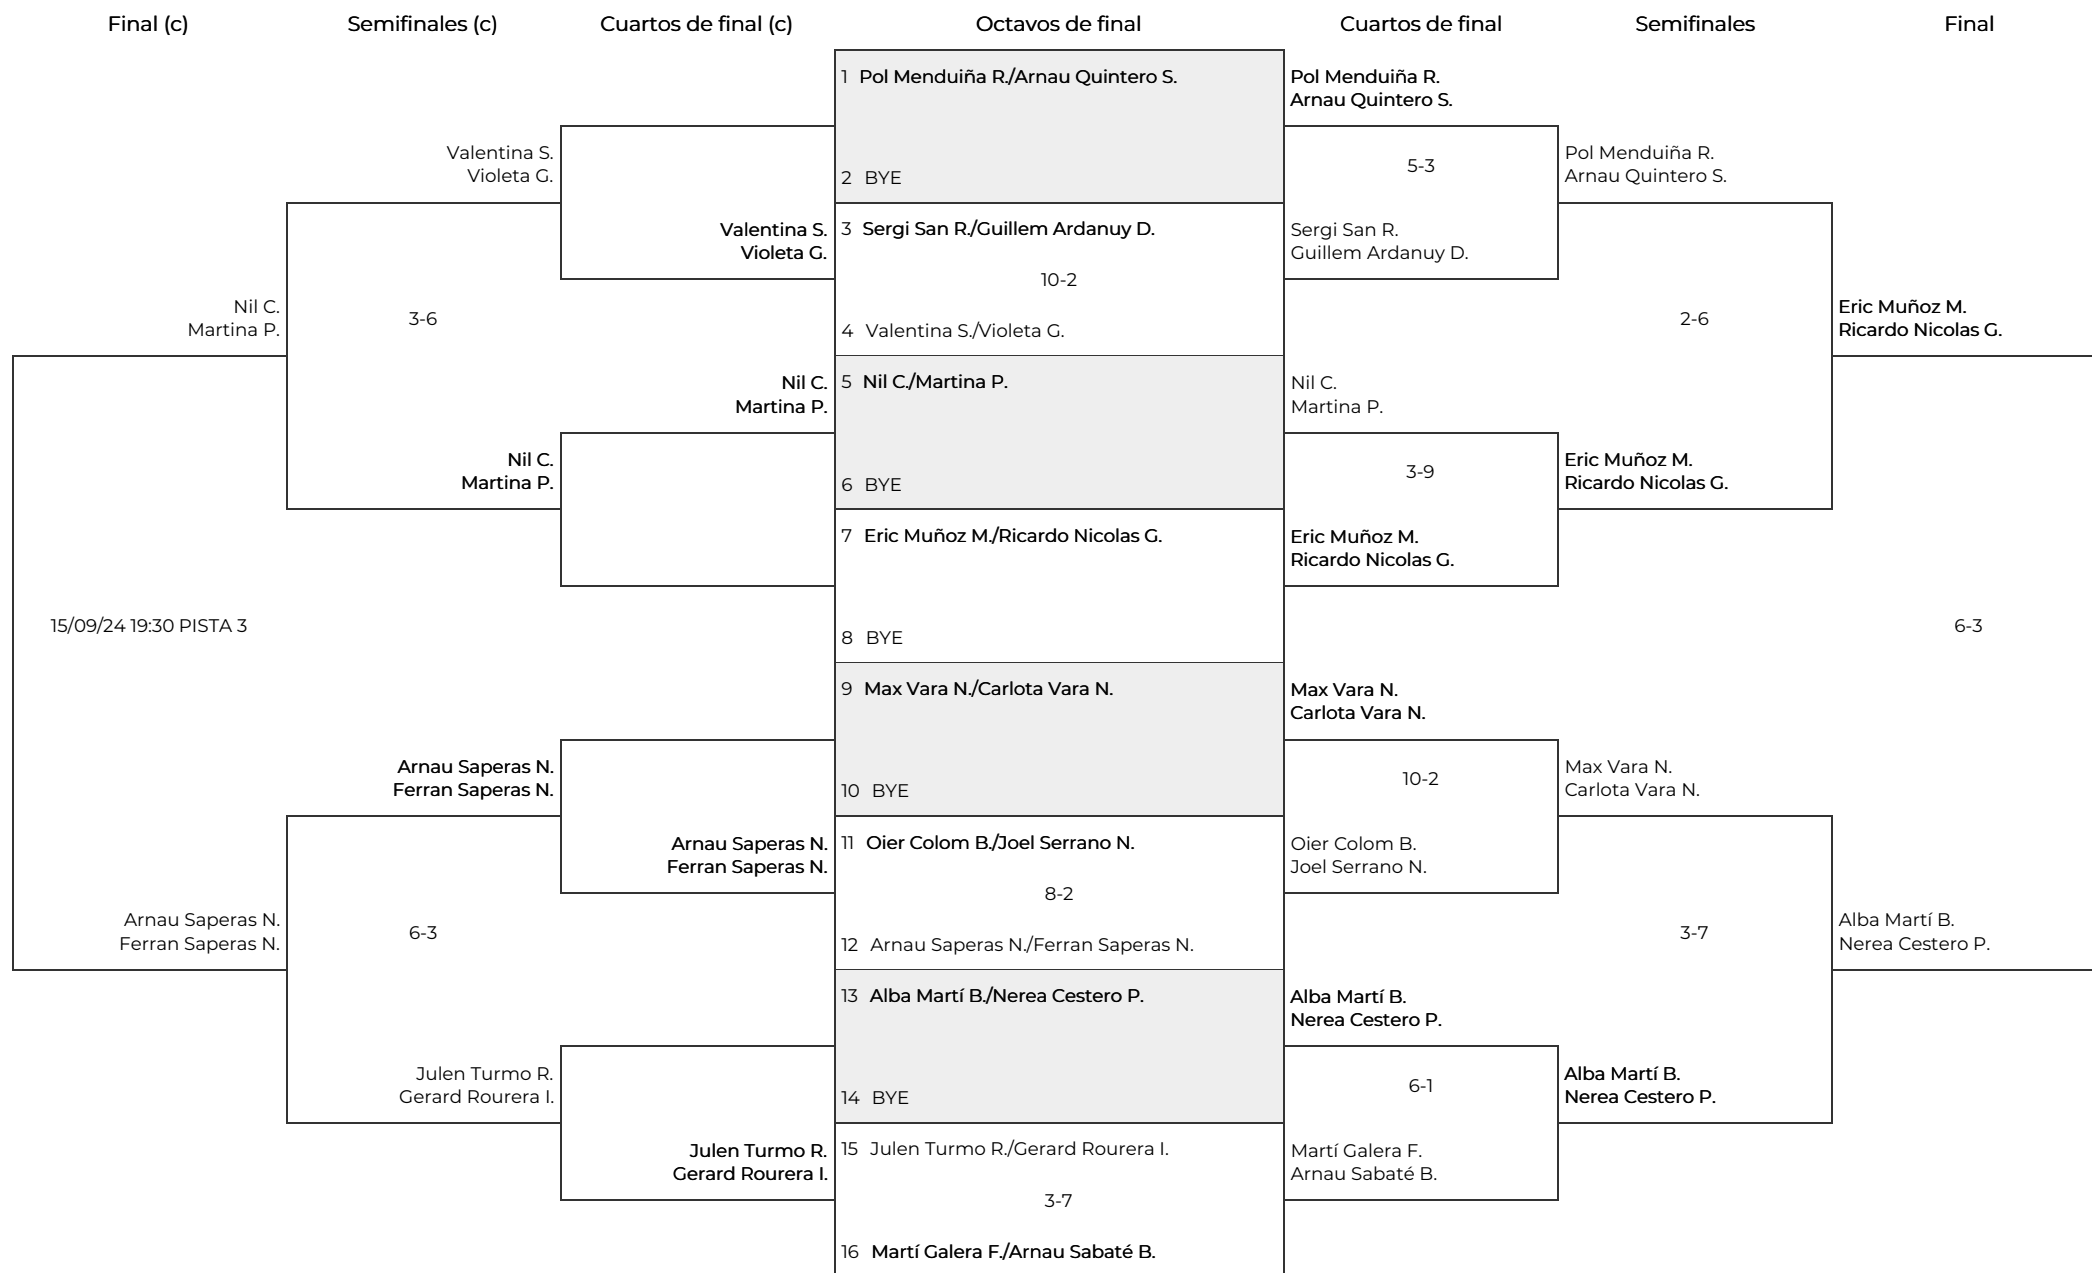 Final (c)
Semifinales (c)
Cuartos de final (c)
Octavos de final
Cuartos de final
Semifinales
Final
Nil C.
Martina P.
15/09/24 19:30 PISTA 3
Arnau Saperas N.
Ferran Saperas N.
Valentina S.
Violeta G.
3-6
Nil C.
Martina P.
Arnau Saperas N.
Ferran Saperas N.
6-3
Julen Turmo R.
Gerard Rourera I.
Valentina S.
Violeta G.
Nil C.
Martina P.
Arnau Saperas N.
Ferran Saperas N.
Julen Turmo R.
Gerard Rourera I.
1 Pol Menduiña R./Arnau Quintero S.
2 BYE
3 Sergi San R./Guillem Ardanuy D.
10-2
4 Valentina S./Violeta G.
5 Nil C./Martina P.
6 BYE
7 Eric Muñoz M./Ricardo Nicolas G.
8 BYE
9 Max Vara N./Carlota Vara N.
10 BYE
11 Oier Colom B./Joel Serrano N.
8-2
12 Arnau Saperas N./Ferran Saperas N.
13 Alba Martí B./Nerea Cestero P.
14 BYE
15 Julen Turmo R./Gerard Rourera I.
3-7
16 Martí Galera F./Arnau Sabaté B.
Pol Menduiña R.
Arnau Quintero S.
5-3
Sergi San R.
Guillem Ardanuy D.
Nil C.
Martina P.
3-9
Eric Muñoz M.
Ricardo Nicolas G.
Max Vara N.
Carlota Vara N.
10-2
Oier Colom B.
Joel Serrano N.
Alba Martí B.
Nerea Cestero P.
6-1
Martí Galera F.
Arnau Sabaté B.
Pol Menduiña R.
Arnau Quintero S.
2-6
Eric Muñoz M.
Ricardo Nicolas G.
Max Vara N.
Carlota Vara N.
3-7
Alba Martí B.
Nerea Cestero P.
Eric Muñoz M.
Ricardo Nicolas G.
6-3
Alba Martí B.
Nerea Cestero P.